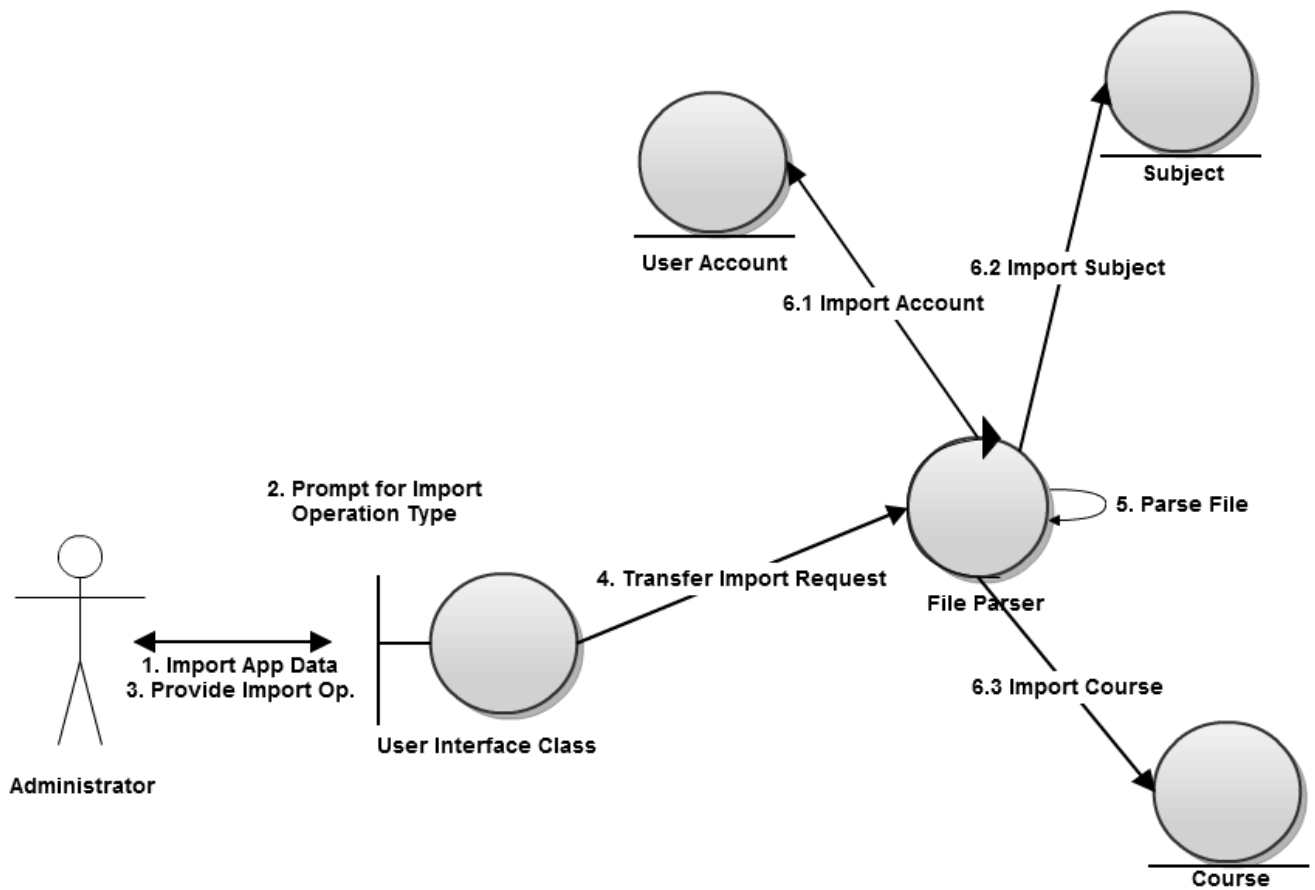 Subject
User Account
6.2 Import Subject
6.1 Import Account
2. Prompt for Import
Operation Type
5. Parse File
4. Transfer Import Request
File Parser
1. Import App Data
3. Provide Import Op.
6.3 Import Course
User Interface Class
Administrator
Course